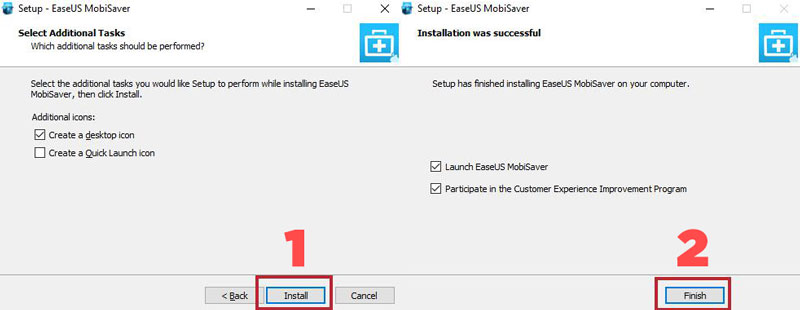 Setup - EaseUS MobiSaver
Select Additional Tasks
Which additional tasks should be performed?
Select the additional tasks you would like Setup to perform while installing EaseUS
MobiSaver, then click Install.
Additional icons:
Create a desktop icon
Create a Quick Launch icon
1
< Back
Install
Cancel
Setup - EaseUS MobiSaver
Installation was successful
Setup has finished installing EaseUS MobiSaver on your computer.
Launch EaseUS MobiSaver
Participate in the Customer Experience Improvement Program
2
Finish